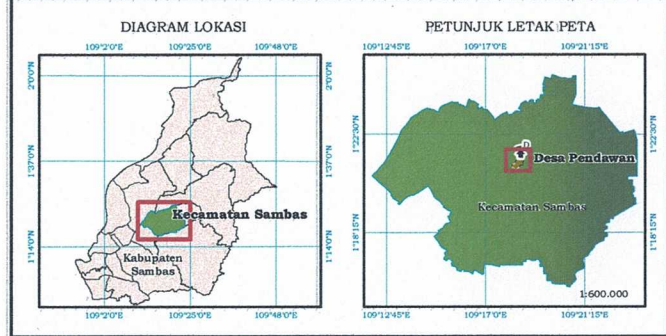 DIAGRAM LOKASI
109°2'0"E 109°25'0"E 109°48'0"E
2°0'0"N 2°0'0"N
1°37'0"N 1°37'0"N
Kecamatan Sambas
1°14'0"N 1°14'0"N
Kabupaten
Sambas
109°2'0"E 109°25'0"E 109°48'0"E
PETUNJUK LETAK PETA
109°12'45"E 109°17'0"E 109°21'15"E
1°22'30"N 1°22'30"N
D
Desa Pendawan
Kecamatan Sambas
1°18'15"N 1°18'15"N
1:600.000
109°12'45"E 109°17'0"E 109°21'15"E